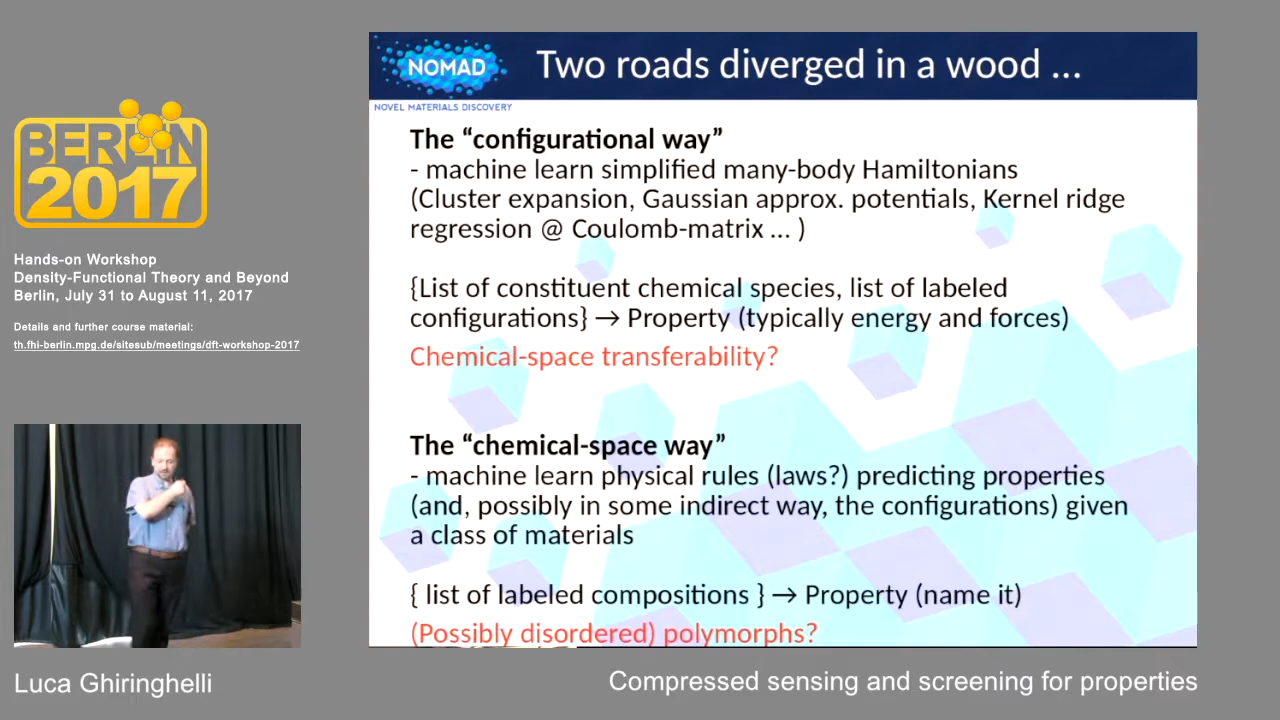 BERLIN
2017
Hands-on Workshop
Density-Functional Theory and Beyond
Berlin, July 31 to August 11, 2017
Details and further course material:
th.fhi-berlin.mpg.de/sitesub/meetings/dft-workshop-2017
NOMAD
NOVEL MATERIALS DISCOVERY
Two roads diverged in a wood ...
The “configurational way”
- machine learn simplified many-body Hamiltonians
(Cluster expansion, Gaussian approx. potentials, Kernel ridge
regression @ Coulomb-matrix ... )
{List of constituent chemical species, list of labeled
configurations} → Property (typically energy and forces)
Chemical-space transferability?
The “chemical-space way”
- machine learn physical rules (laws?) predicting properties
(and, possibly in some indirect way, the configurations) given
a class of materials
{ list of labeled compositions } → Property (name it)
(Possibly disordered) polymorphs?
Luca Ghiringhelli
Compressed sensing and screening for properties